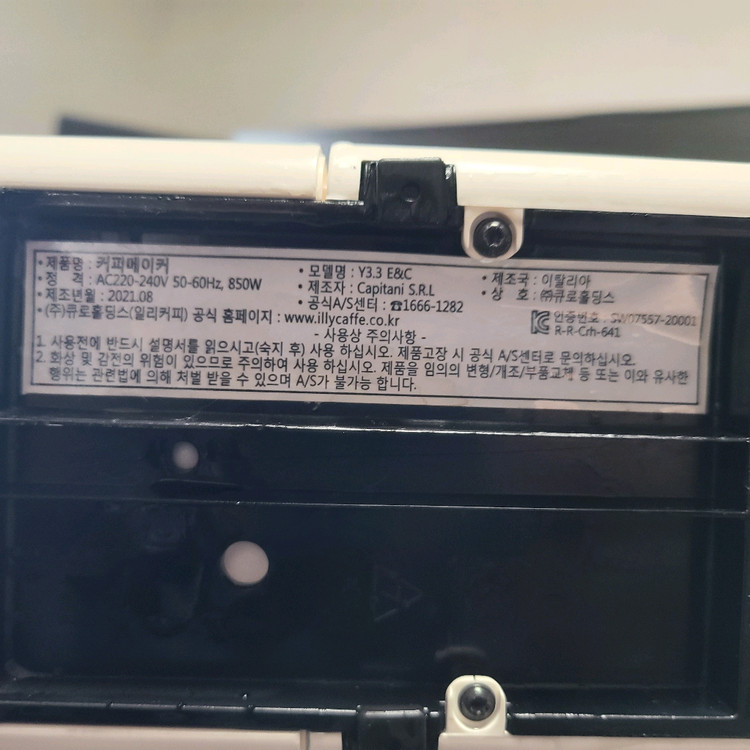 • 제품명 : 커피메이커 • 모델명 : Y3.3 E&C • 제조국 : 이탈리아
• 정 격 : AC220-240V 50-60Hz, 850W • 제조자 : Capitani S.R.L • 상 호 : ㈜큐로홀딩스
• 제조년월 : 2021.08 • 공식A/S센터 : ☎1666-1282 인증번호 : SW07557-20001
• (주)큐로홀딩스(일리커피) 공식 홈페이지 : www.illycaffe.co.kr R-R-Crh-641
- 사용상 주의사항 -
1. 사용전에 반드시 설명서를 읽으시고(숙지 후) 사용 하십시오. 제품고장 시 공식 A/S센터로 문의하십시오.
2. 화상 및 감전의 위험이 있으므로 주의하여 사용 하십시오. 제품을 임의의 변형/개조/부품교체 등 또는 이와 유사한
행위는 관련법에 의해 처벌 받을 수 있으며 A/S가 불가능 합니다.